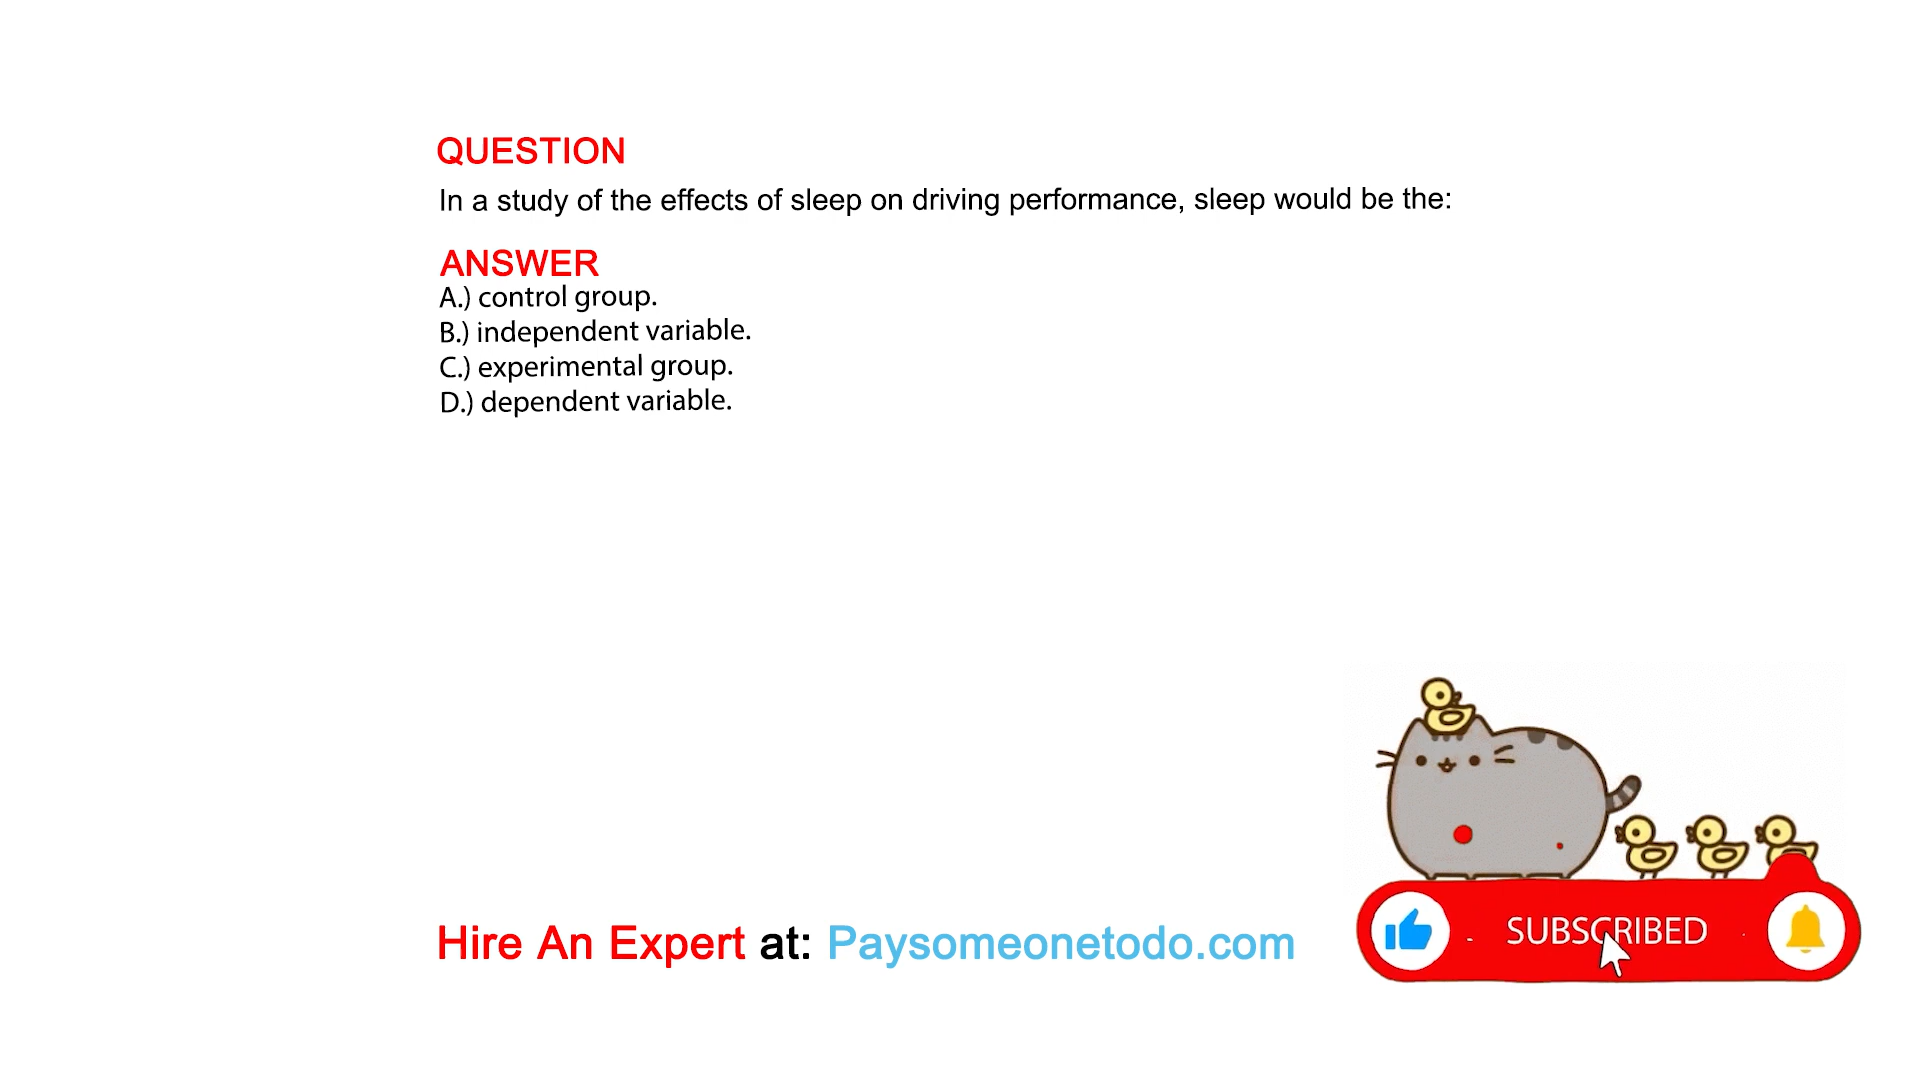 QUESTION
In a study of the effects of sleep on driving performance, sleep would be the:
ANSWER
A.) control group.
B.) independent variable.
C.) experimental group.
D.) dependent variable.
Hire An Expert at: Paysomeonetodo.com
SUBSCRIBED